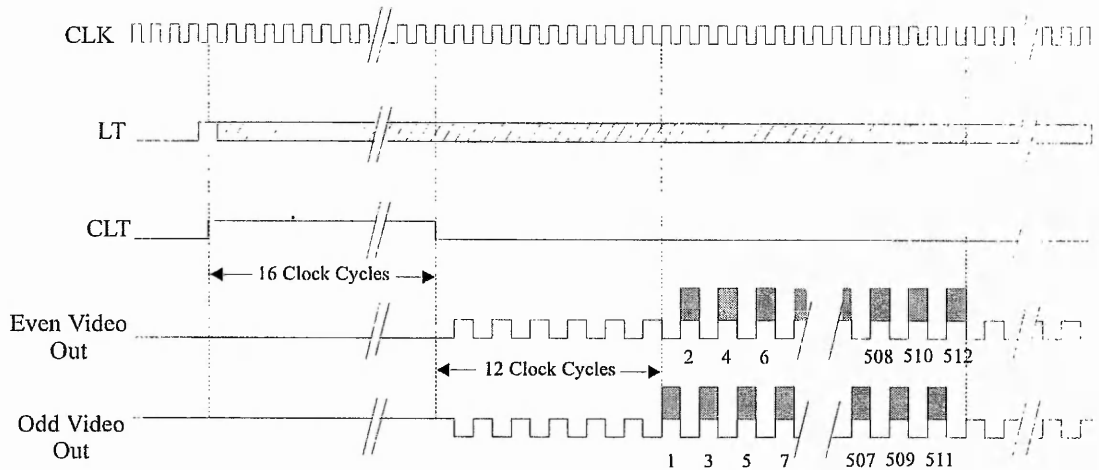 CLK
LT
CLT
16 Clock Cycles
Even Video
Out
2 4 6 508 510 512
12 Clock Cycles
Odd Video
Out
1 3 5 7 507 509 511